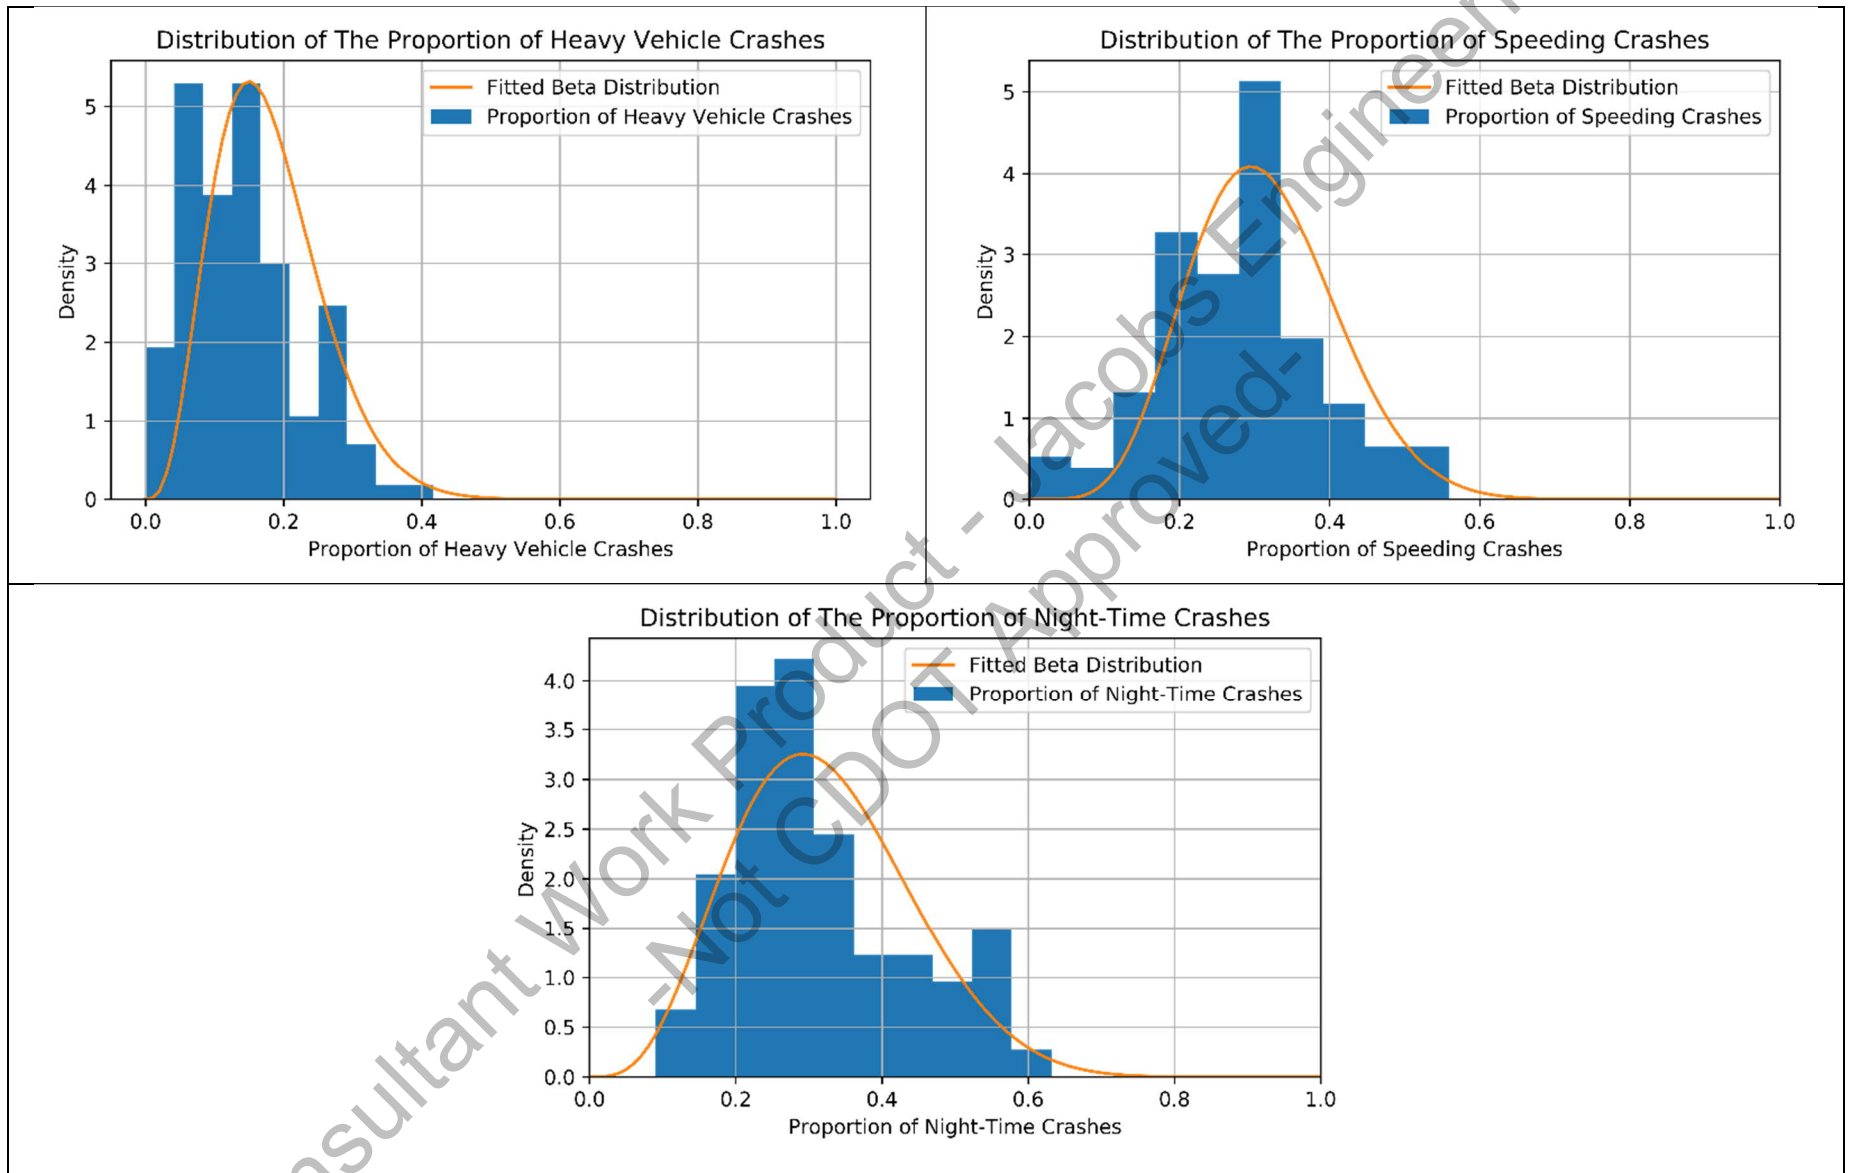 Distribution of The Proportion of Heavy Vehicle Crashes
Fitted Beta Distribution
Proportion of Heavy Vehicle Crashes
Density
5
4
3
2
1
0
0.0 0.2 0.4 0.6 0.8 1.0
Proportion of Heavy Vehicle Crashes
Distribution of The Proportion of Speeding Crashes
Fitted Beta Distribution
Proportion of Speeding Crashes
Density
5
4
3
2
1
0
0.0 0.2 0.4 0.6 0.8 1.0
Proportion of Speeding Crashes
Distribution of The Proportion of Night-Time Crashes
Fitted Beta Distribution
Proportion of Night-Time Crashes
Density
4.0
3.5
3.0
2.5
2.0
1.5
1.0
0.5
0.0
0.0 0.2 0.4 0.6 0.8 1.0
Proportion of Night-Time Crashes
Work Product - Jacobs
-Not CDOT Approved-